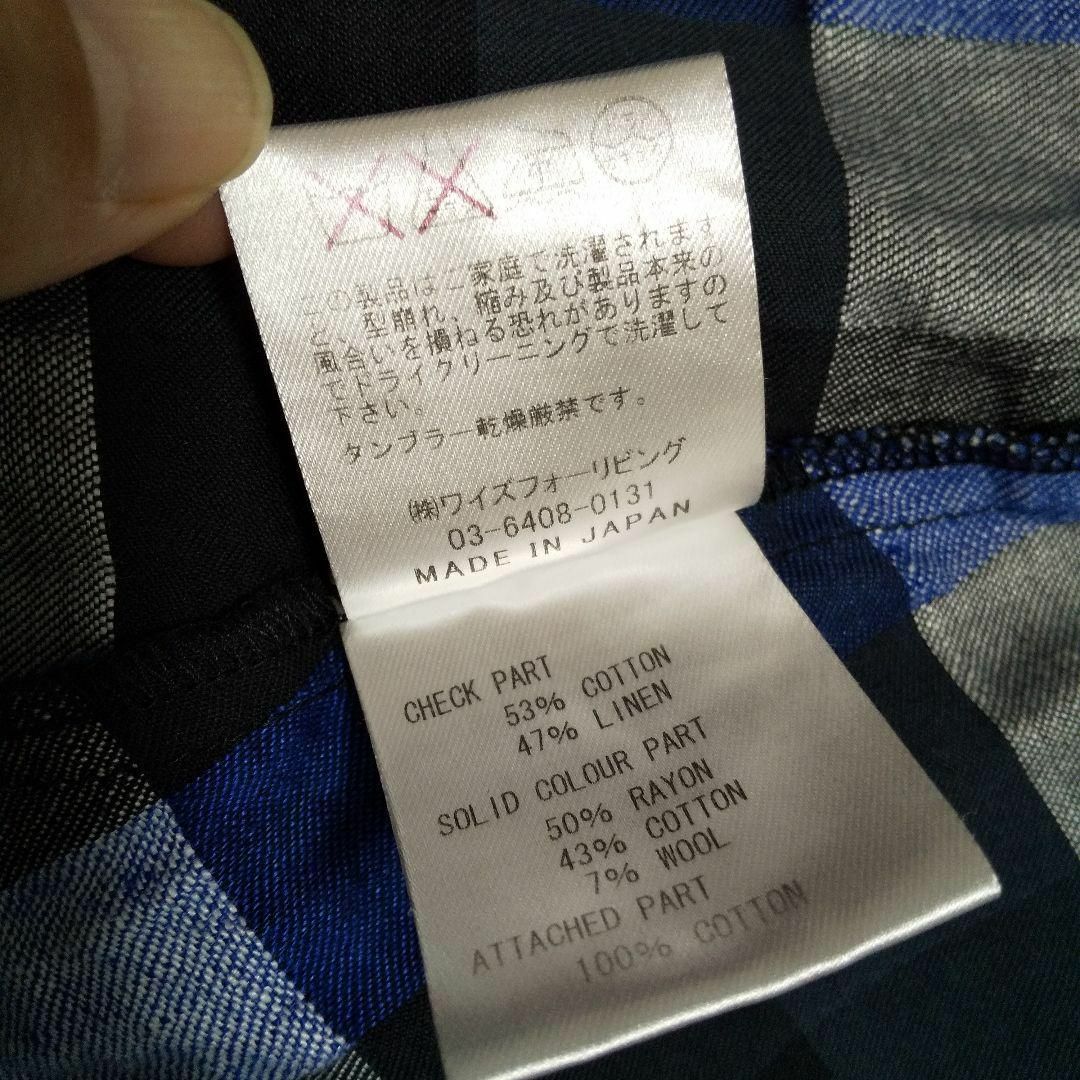 中
この製品はご家庭で洗濯されます
と、型崩れ、縮み及び製品本来の
風合いを損ねる恐れがありますの
でドライクリーニングで洗濯して
下さい。
タンブラー乾燥厳禁です。
(株)ワイズフォーリビング
03-6408-0131
MADE IN JAPAN
CHECK PART
53% COTTON
47% LINEN
SOLID COLOUR PART
50% RAYON
43% COTTON
7% WOOL
ATTACHED PART
100% COTTON